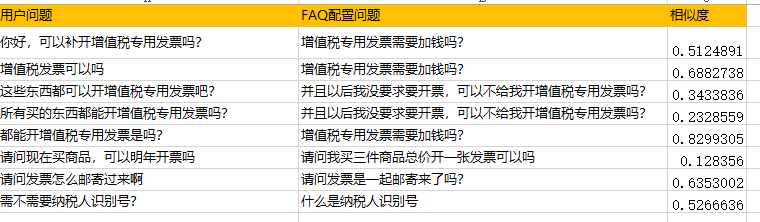 用户问题 FAQ配置问题 相似度
你好，可以补开增值税专用发票吗? 增值税专用发票需要加钱吗? 0.5124891
增值税发票可以吗 增值税专用发票需要加钱吗? 0.6882738
这些东西都可以开增值税专用发票吧? 并且以后我没要求要开票，可以不给我开增值税专用发票吗? 0.3433836
所有买的东西都能开增值税专用发票吗? 并且以后我没要求要开票，可以不给我开增值税专用发票吗? 0.2328559
都能开增值税专用发票是吗? 增值税专用发票需要加钱吗? 0.8299305
请问现在买商品，可以明年开票吗 请问我买三件商品总价开一张发票可以吗 0.128356
请问发票怎么邮寄过来啊 请问发票是一起邮寄来了吗? 0.6353002
需不需要纳税人识别号? 什么是纳税人识别号 0.5266636